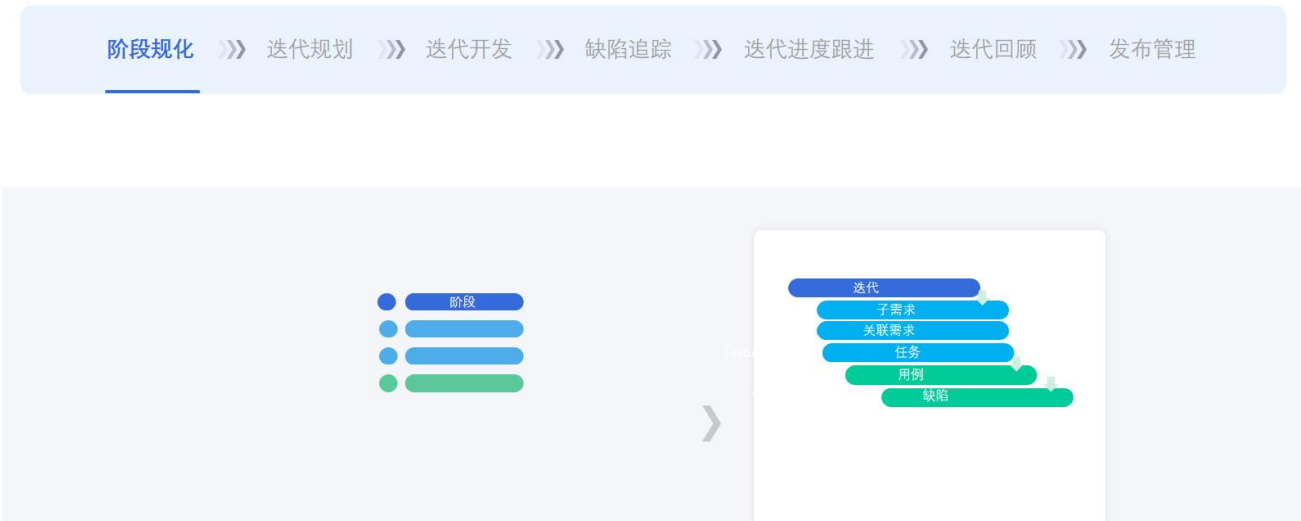 阶段规化
迭代规划
迭代开发
缺陷追踪
迭代进度跟进
迭代回顾
发布管理
阶段
迭代
子需求
关联需求
任务
用例
缺陷